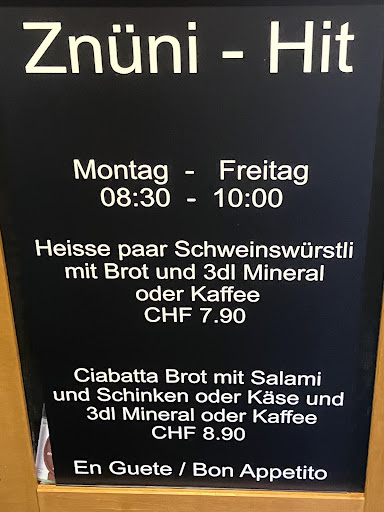 Znüni - Hit
Montag - Freitag
08:30 - 10:00
Heisse paar Schweinswürstli
mit Brot und 3dl Mineral
oder Kaffee
CHF 7.90
Ciabatta Brot mit Salami
und Schinken oder Käse und
3dl Mineral oder Kaffee
CHF 8.90
En Guete / Bon Appetito